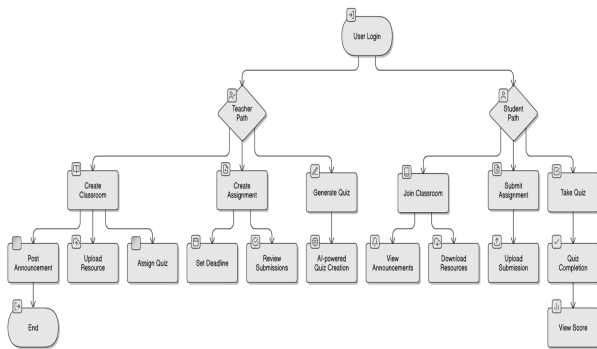 User Login
Teacher
Path
Student
Path
Create
Classroom
Create
Assignment
Generate Quiz
Join Classroom
Submit
Assignment
Take Quiz
Post
Announcement
Upload
Resource
Assign Quiz
Set Deadline
Review
Submissions
AI-powered
Quiz Creation
View
Announcements
Download
Resources
Upload
Submission
Quiz
Completion
End
View Score